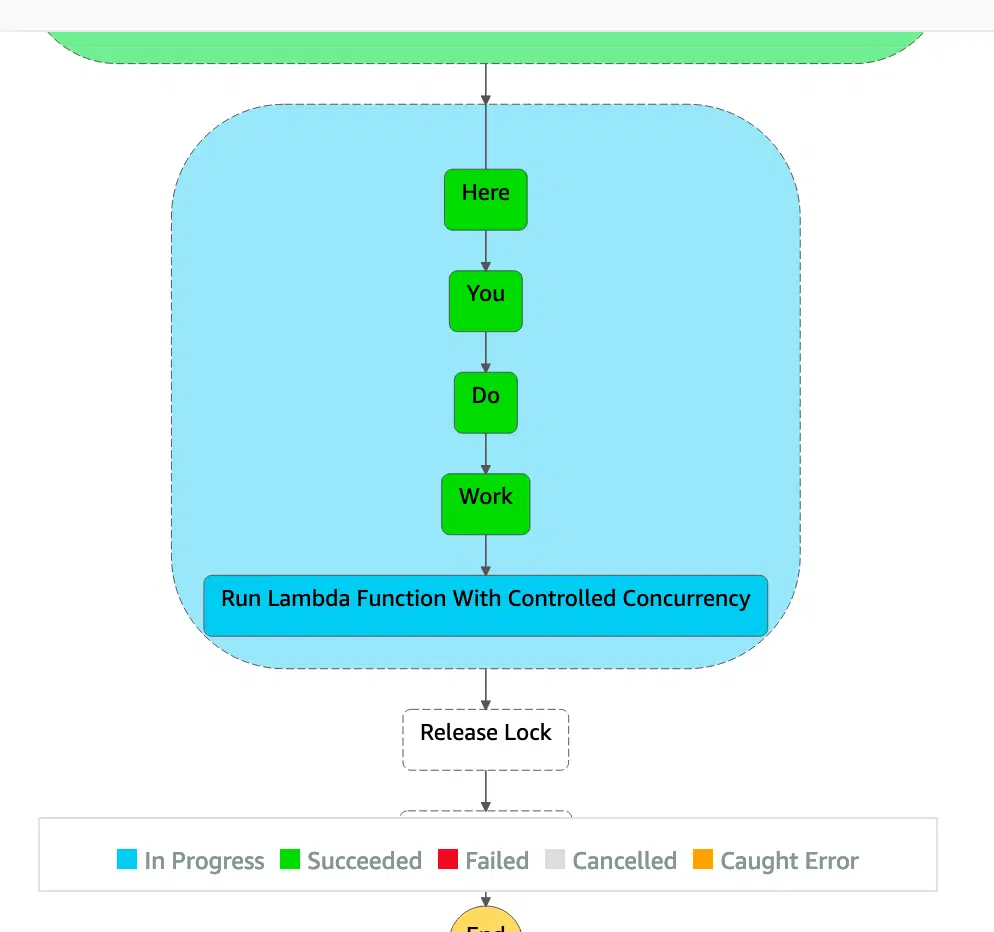 Here
You
Do
Work
Run Lambda Function With Controlled Concurrency
Release Lock
In Progress Succeeded Failed Cancelled Caught Error
End